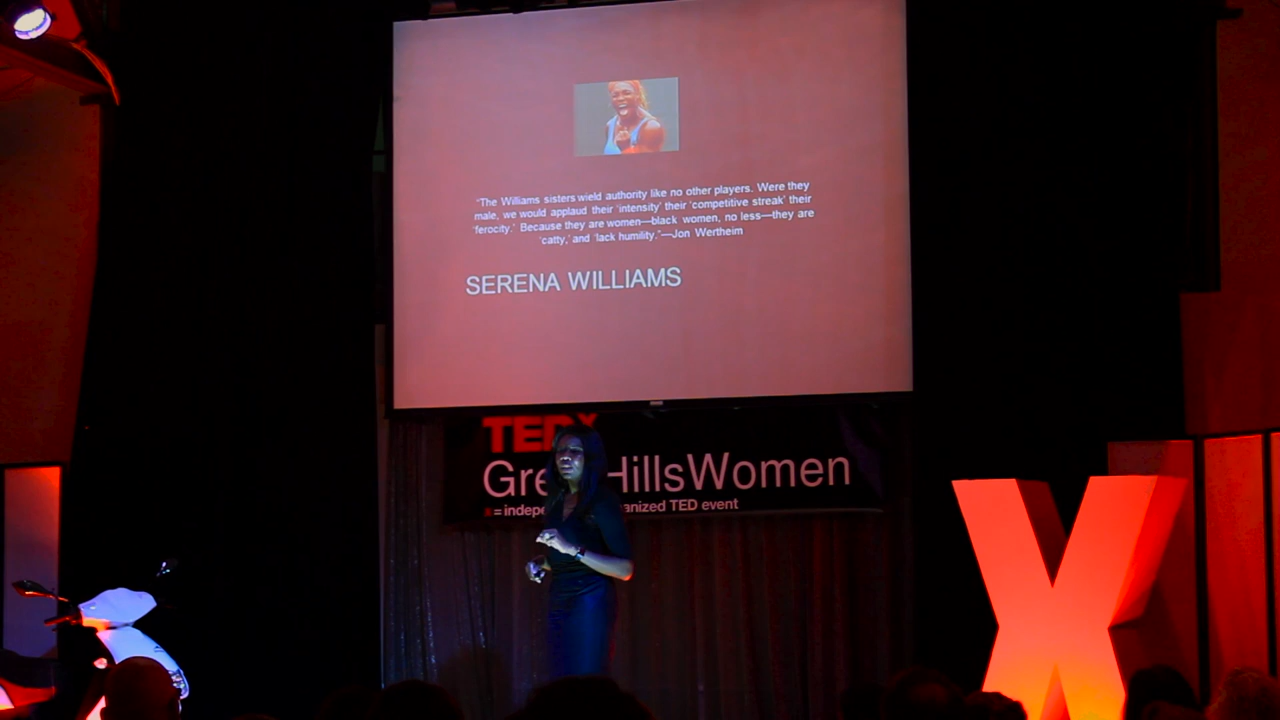 “The Williams sisters wield authority like no other players. Were they
male, we would applaud their ‘intensity’ their ‘competitive streak’ their
‘ferocity.’ Because they are women—black women, no less—they are
‘catty,’ and ‘lack humility.”—Jon Wertheim
SERENA WILLIAMS
TEDx
Gre HillsWomen
x = indepe anized TED event
X